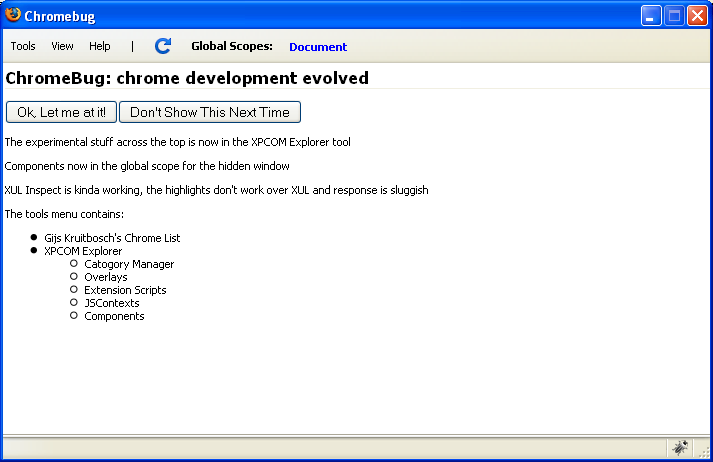 Chromebug
Tools View Help | Global Scopes: Document
ChromeBug: chrome development evolved
Ok, Let me at it! Don't Show This Next Time
The experimental stuff across the top is now in the XPCOM Explorer tool
Components now in the global scope for the hidden window
XUL Inspect is kinda working, the highlights don't work over XUL and response is sluggish
The tools menu contains:
Gijs Kruitbosch's Chrome List
XPCOM Explorer
Catogory Manager
Overlays
Extension Scripts
JSContexts
Components